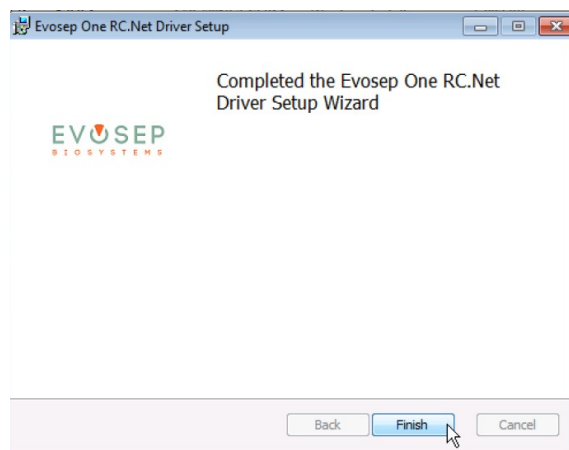 Evosep One RC.Net Driver Setup
Completed the Evosep One RC.Net
Driver Setup Wizard
EVOSEP
BIOSYSTEMS
Back
Finish
Cancel